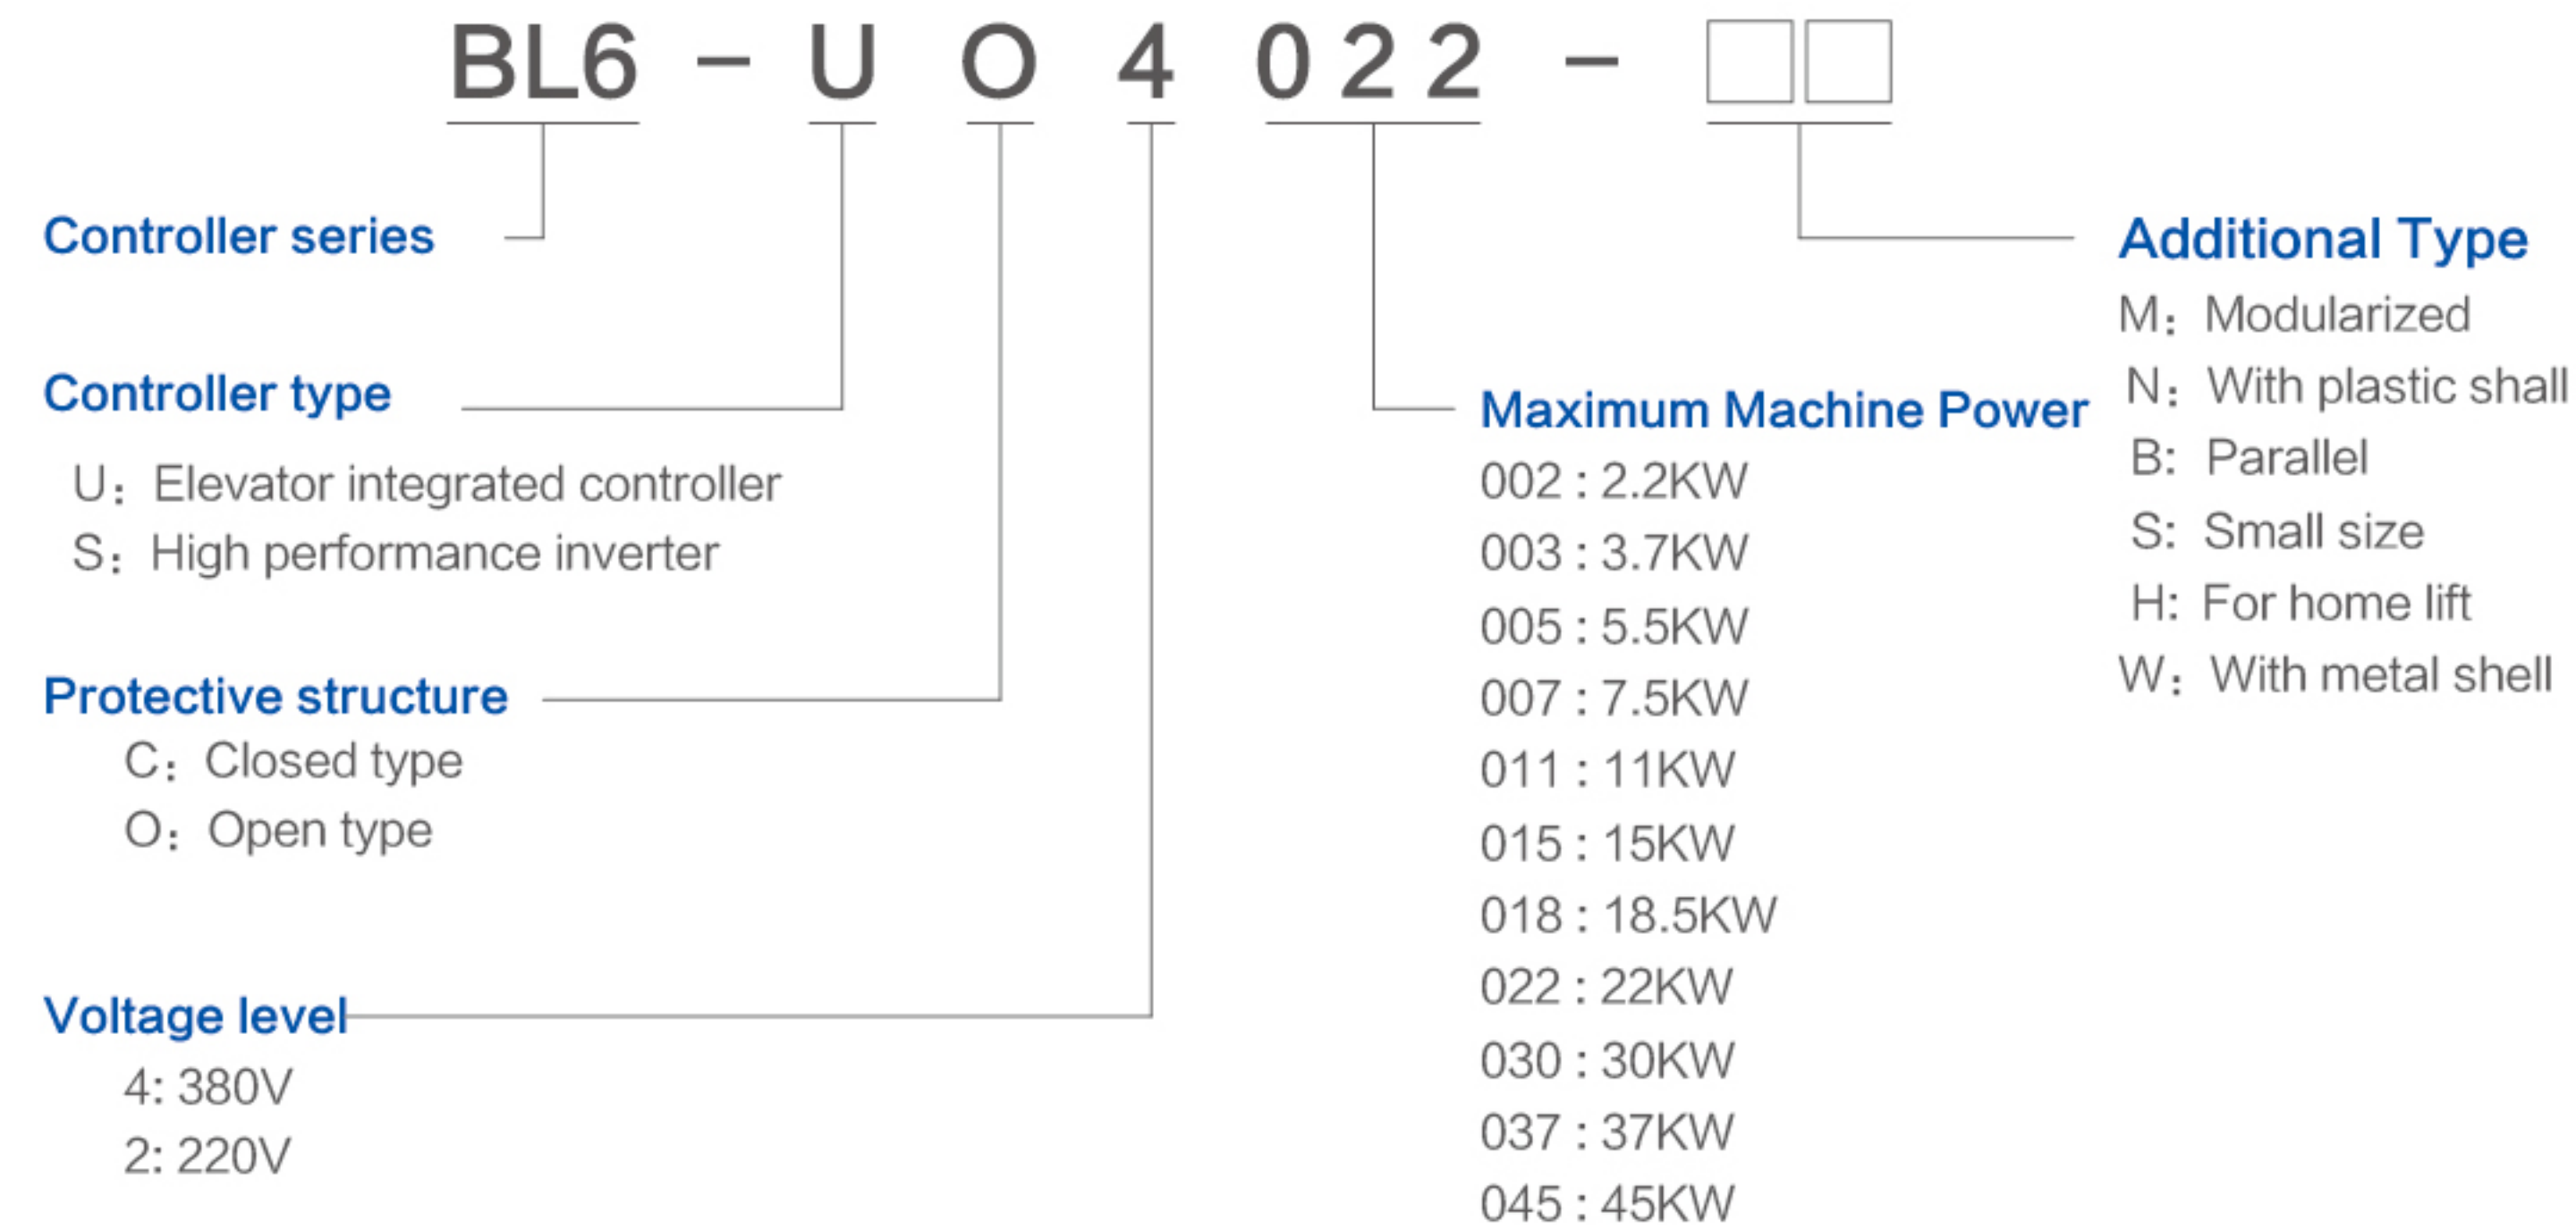 BL6 - U O 4 022 - □□
Controller series
Controller type
U：Elevator integrated controller
S：High performance inverter
Protective structure
C：Closed type
O：Open type
Voltage level
4: 380V
2: 220V
Maximum Machine Power
002 : 2.2KW
003 : 3.7KW
005 : 5.5KW
007 : 7.5KW
011 : 11KW
015 : 15KW
018 : 18.5KW
022 : 22KW
030 : 30KW
037 : 37KW
045 : 45KW
Additional Type
M：Modularized
N：With plastic shall
B: Parallel
S: Small size
H: For home lift
W：With metal shell